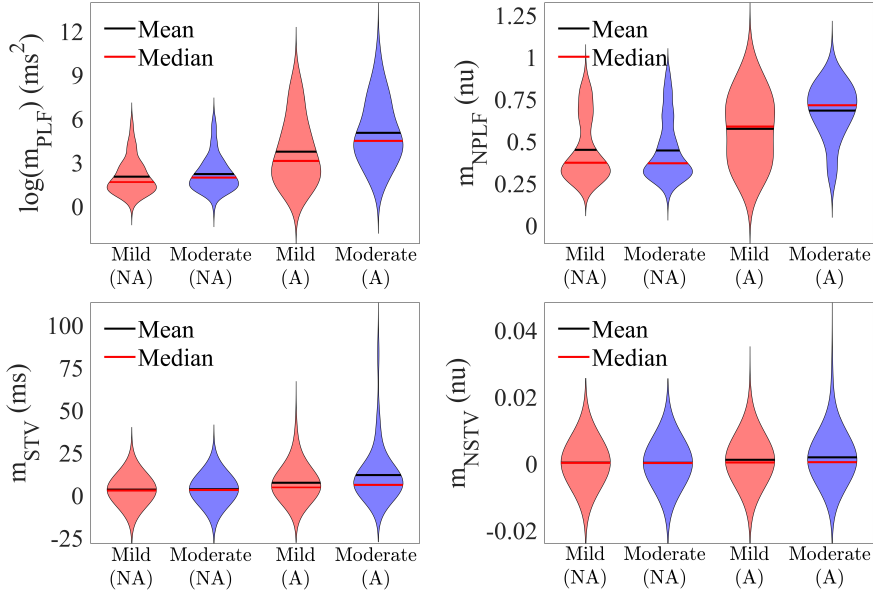 log(m_PLF) (ms²)
12
9
6
3
0
Mean
Median
Mild Moderate Mild Moderate
(NA) (NA) (A) (A)
m_NPLF (nu)
1.25
1
0.75
0.5
0.25
0
Mean
Median
Mild Moderate Mild Moderate
(NA) (NA) (A) (A)
m_STV (ms)
100
75
50
25
0
-25
Mean
Median
Mild Moderate Mild Moderate
(NA) (NA) (A) (A)
m_NSTV (nu)
0.04
0.02
0
-0.02
Mean
Median
Mild Moderate Mild Moderate
(NA) (NA) (A) (A)